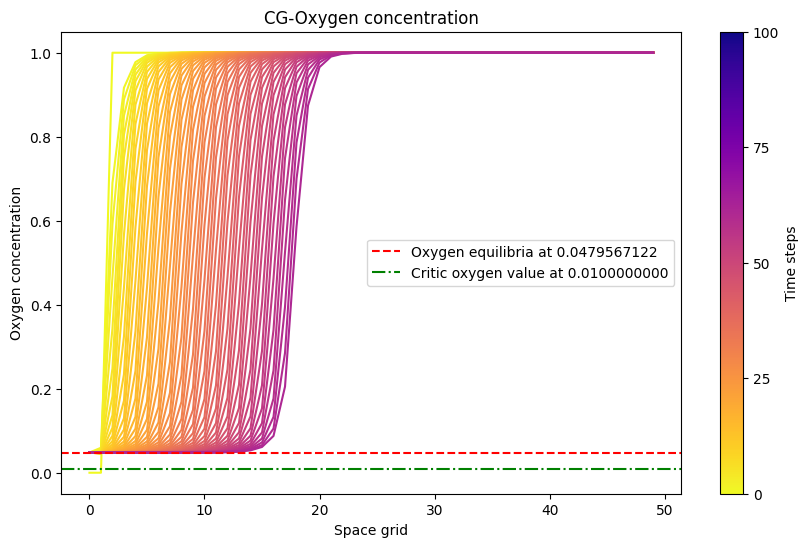 CG-Oxygen concentration
Oxygen concentration
1.0
0.8
0.6
0.4
0.2
0.0
0
10
20
30
40
50
Space grid
Oxygen equilibria at 0.0479567122
Critic oxygen value at 0.0100000000
100
75
50
25
0
Time steps